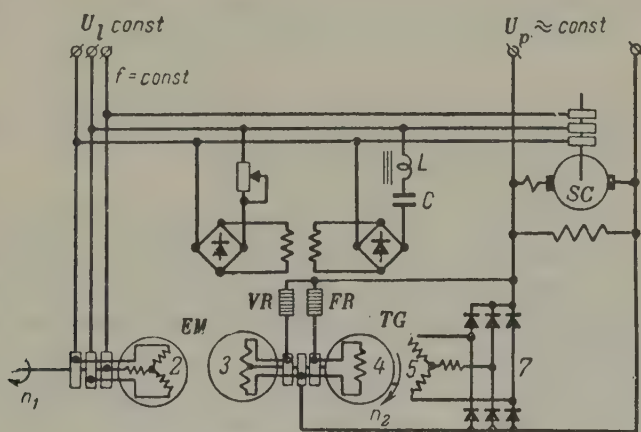 U_l const
U_p ≈ const
f = const
SC
L
C
VR
FR
EM
TG
2
3
4
5
7
n_1
n_2